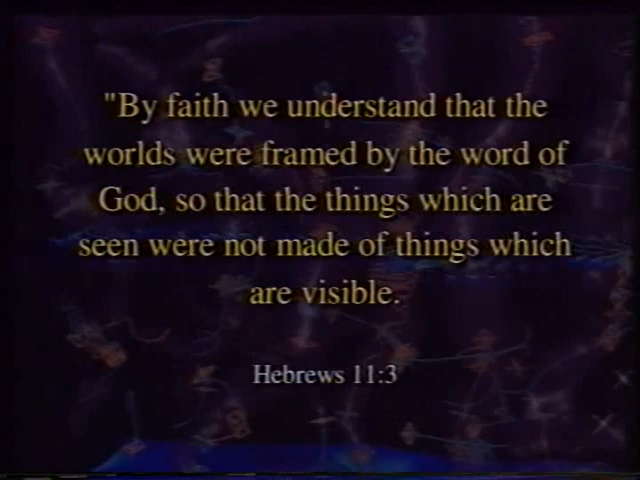 "By faith we understand that the
worlds were framed by the word of
God, so that the things which are
seen were not made of things which
are visible.
Hebrews 11:3